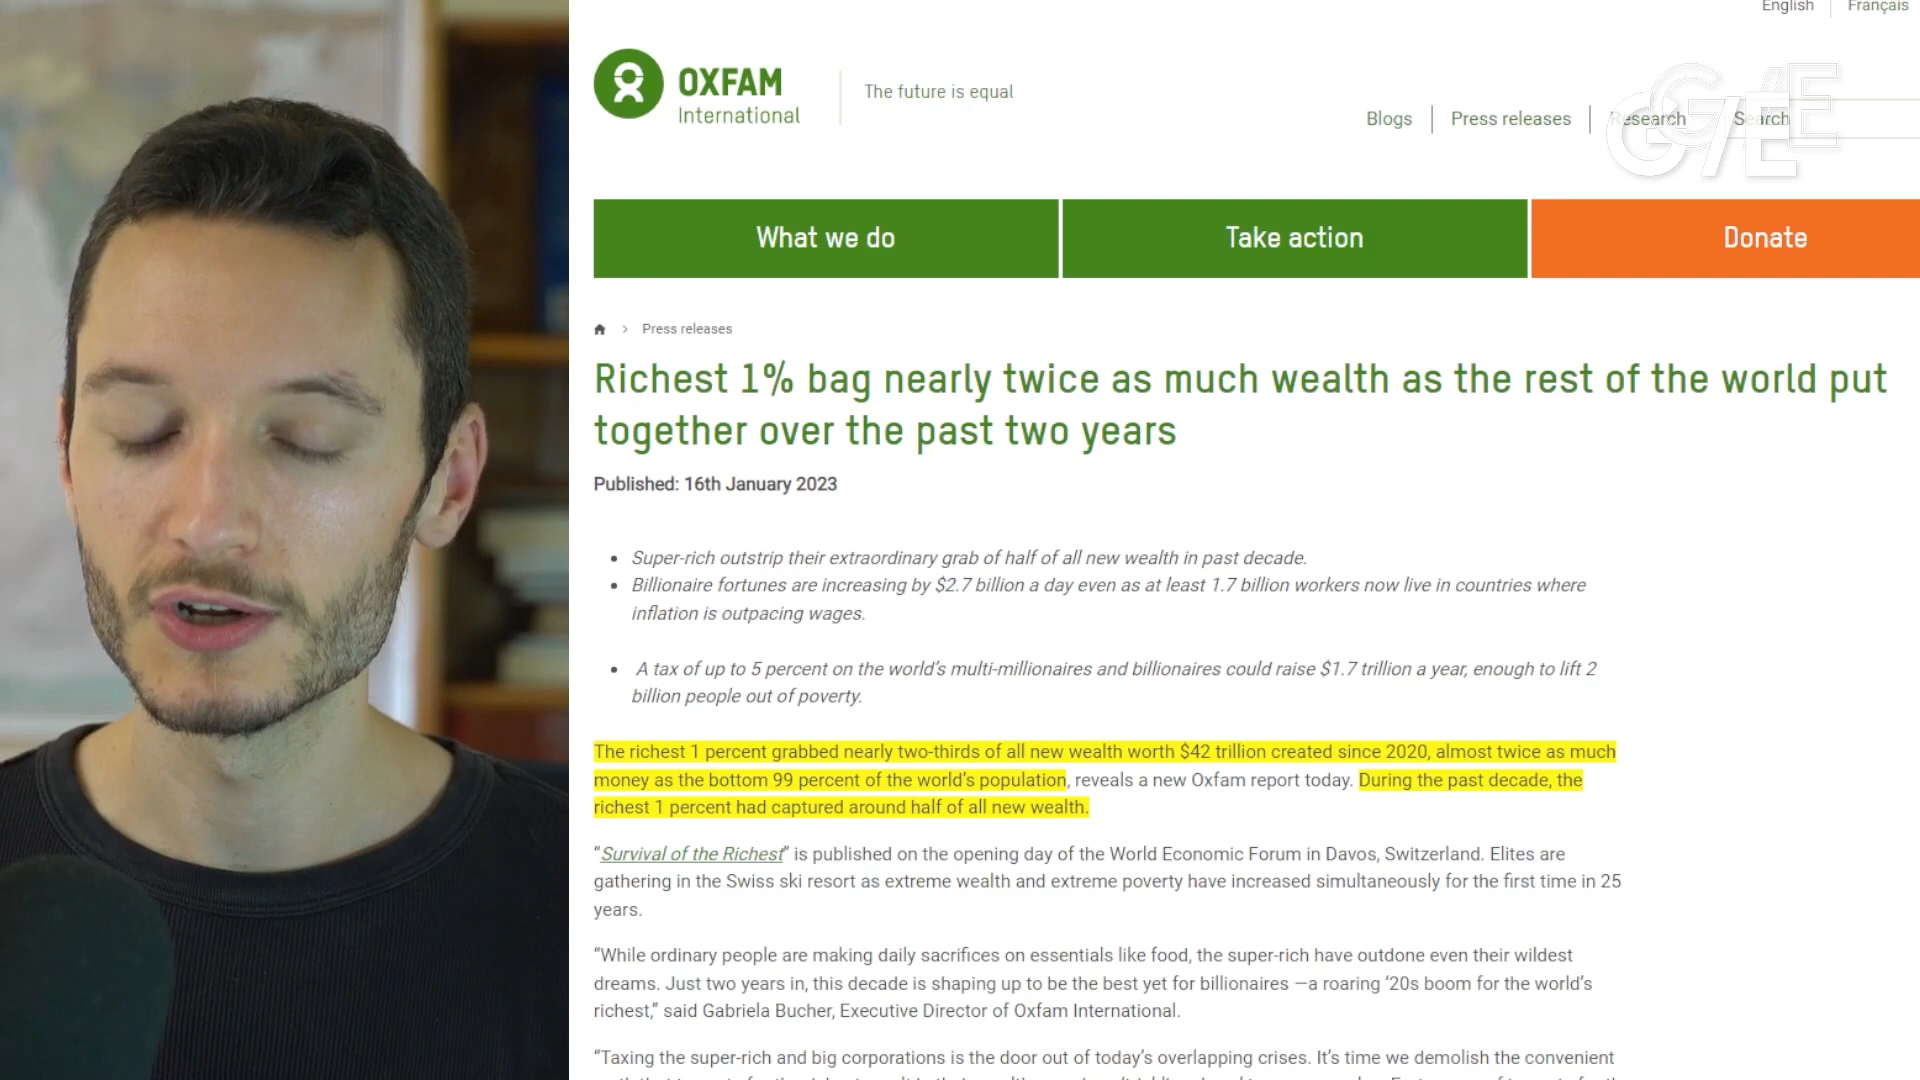 English
Français
OXFAM
International
The future is equal
Blogs
Press releases
Research
Search
G/E
G/E
What we do
Take action
Donate
Press releases
Richest 1% bag nearly twice as much wealth as the rest of the world put
together over the past two years
Published: 16th January 2023
Super-rich outstrip their extraordinary grab of half of all new wealth in past decade.
Billionaire fortunes are increasing by $2.7 billion a day even as at least 1.7 billion workers now live in countries where
inflation is outpacing wages.
A tax of up to 5 percent on the world’s multi-millionaires and billionaires could raise $1.7 trillion a year, enough to lift 2
billion people out of poverty.
The richest 1 percent grabbed nearly two-thirds of all new wealth worth $42 trillion created since 2020, almost twice as much
money as the bottom 99 percent of the world’s population, reveals a new Oxfam report today. During the past decade, the
richest 1 percent had captured around half of all new wealth.
“Survival of the Richest” is published on the opening day of the World Economic Forum in Davos, Switzerland. Elites are
gathering in the Swiss ski resort as extreme wealth and extreme poverty have increased simultaneously for the first time in 25
years.
“While ordinary people are making daily sacrifices on essentials like food, the super-rich have outdone even their wildest
dreams. Just two years in, this decade is shaping up to be the best yet for billionaires —a roaring ‘20s boom for the world’s
richest,” said Gabriela Bucher, Executive Director of Oxfam International.
“Taxing the super-rich and big corporations is the door out of today’s overlapping crises. It’s time we demolish the convenient